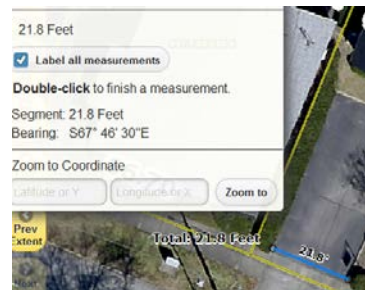 21.8 Feet
Label all measurements
Double-click to finish a measurement.
Segment: 21.8 Feet
Bearing: S67° 46' 30"E
Zoom to Coordinate
Latitude or Y Longitude or X Zoom to
Prev
Extent
Total: 21.8 Feet
21.8'
Next